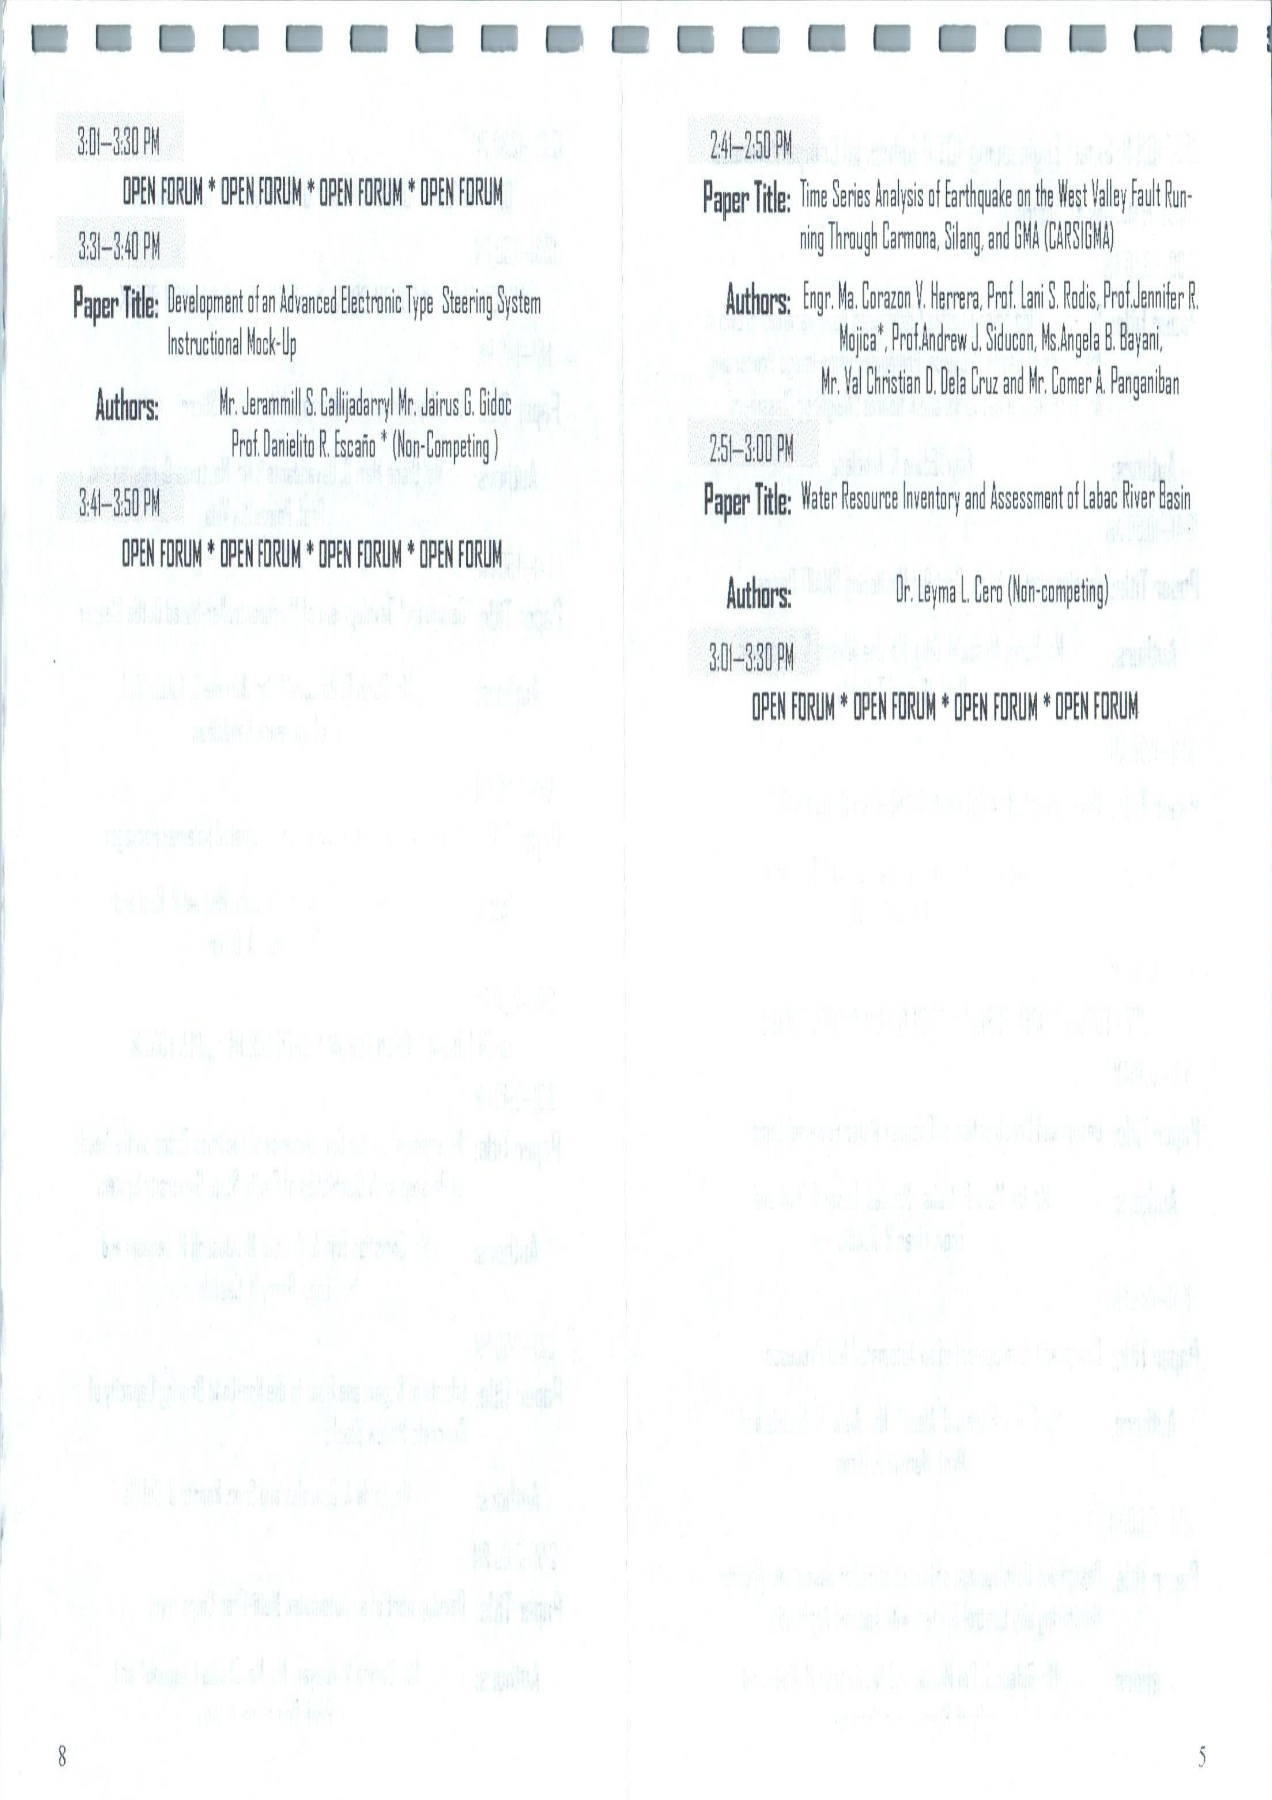 3:01—3:30 PM
OPEN FORUM * OPEN FORUM * OPEN FORUM * OPEN FORUM
3:31—3:40 PM
Paper Title: Development of an Advanced Electronic Type Steering System
Instructional Mock-Up
Authors: Mr. Jerammill S. Callijadarryl Mr. Jairus G. Gidoc
Prof. Danielito R. Escaño * (Non-Competing )
3:41—3:50 PM
OPEN FORUM * OPEN FORUM * OPEN FORUM * OPEN FORUM
8
2:41—2:50 PM
Paper Title: Time Series Analysis of Earthquake on the West Valley Fault Run-
ning Through Carmona, Silang, and GMA (CARSIGMA)
Authors: Engr. Ma. Corazon V. Herrera, Prof. Lani S. Rodis, Prof.Jennifer R.
Mojica*, Prof.Andrew J. Siducon, Ms.Angela B. Bayani,
Mr. Val Christian D. Dela Cruz and Mr. Comer A. Panganiban
2:51—3:00 PM
Paper Title: Water Resource Inventory and Assessment of Labac River Basin
Authors: Dr. Leyma L. Cero (Non-competing)
3:01—3:30 PM
OPEN FORUM * OPEN FORUM * OPEN FORUM * OPEN FORUM
5